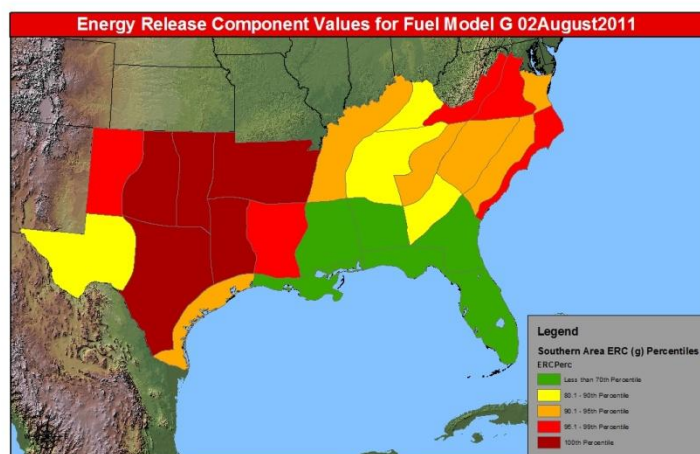 Energy Release Component Values for Fuel Model G 02August2011
Legend
Southern Area ERC (g) Percentiles
ERCPerc
Less than 70th Percentile
80.1 - 90th Percentile
90.1 - 95th Percentile
95.1 - 99th Percentile
100th Percentile